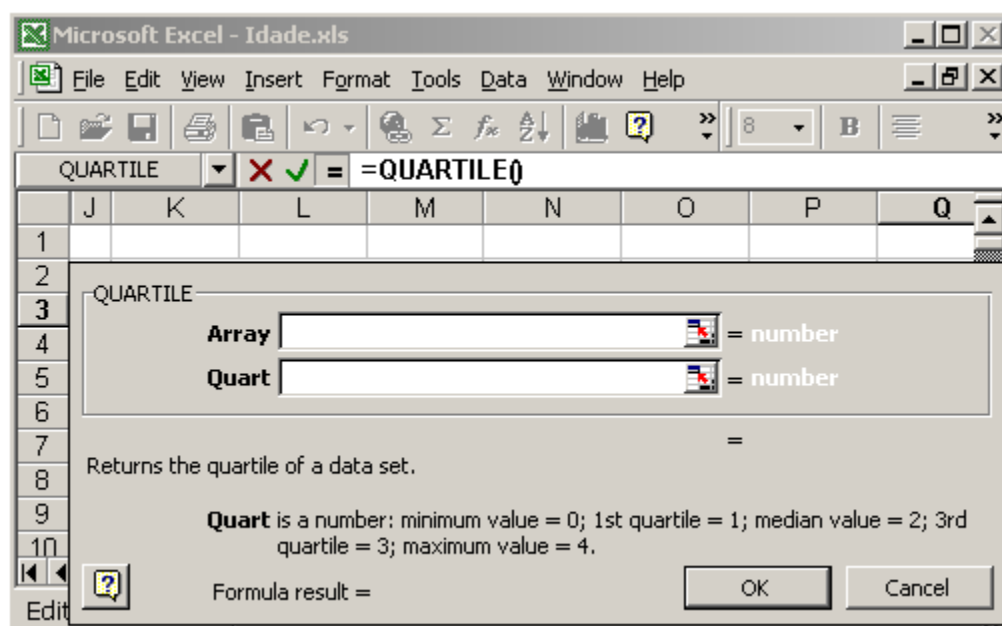 Microsoft Excel - Idade.xls
File Edit View Insert Format Tools Data Window Help
Σ fx » 8 B »
QUARTILE = =QUARTILE()
J K L M N O P Q
1
2
QUARTILE
3
Array = number
4
5
Quart = number
6
7
=
Returns the quartile of a data set.
8
9
Quart is a number: minimum value = 0; 1st quartile = 1; median value = 2; 3rd
10
quartile = 3; maximum value = 4.
Formula result = OK Cancel
Edit